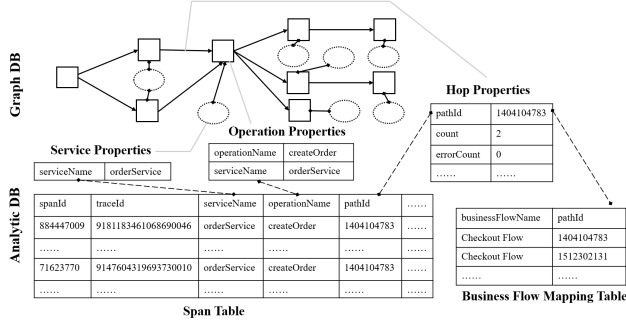 Graph DB
Hop Properties
pathId 1404104783
count 2
errorCount 0
...... ......
Operation Properties
operationName createOrder
serviceName orderService
Service Properties
serviceName orderService
Analytic DB
spanId traceId serviceName operationName pathId ......
884447009 9181183461068690046 orderService createOrder 1404104783 ......
...... ...... ...... ...... ...... ......
71623770 9147604319693730010 orderService createOrder 1404104783 ......
...... ...... ...... ...... ...... ......
Span Table
businessFlowName pathId
Checkout Flow 1404104783
Checkout Flow 1512302131
...... ......
Business Flow Mapping Table